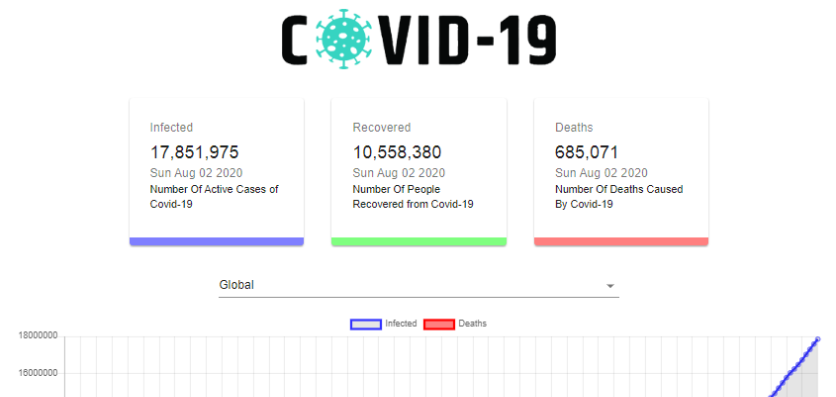 COVID-19
Infected
17,851,975
Sun Aug 02 2020
Number Of Active Cases of
Covid-19
Recovered
10,558,380
Sun Aug 02 2020
Number Of People
Recovered from Covid-19
Deaths
685,071
Sun Aug 02 2020
Number Of Deaths Caused
By Covid-19
Global
Infected Deaths
18000000
16000000